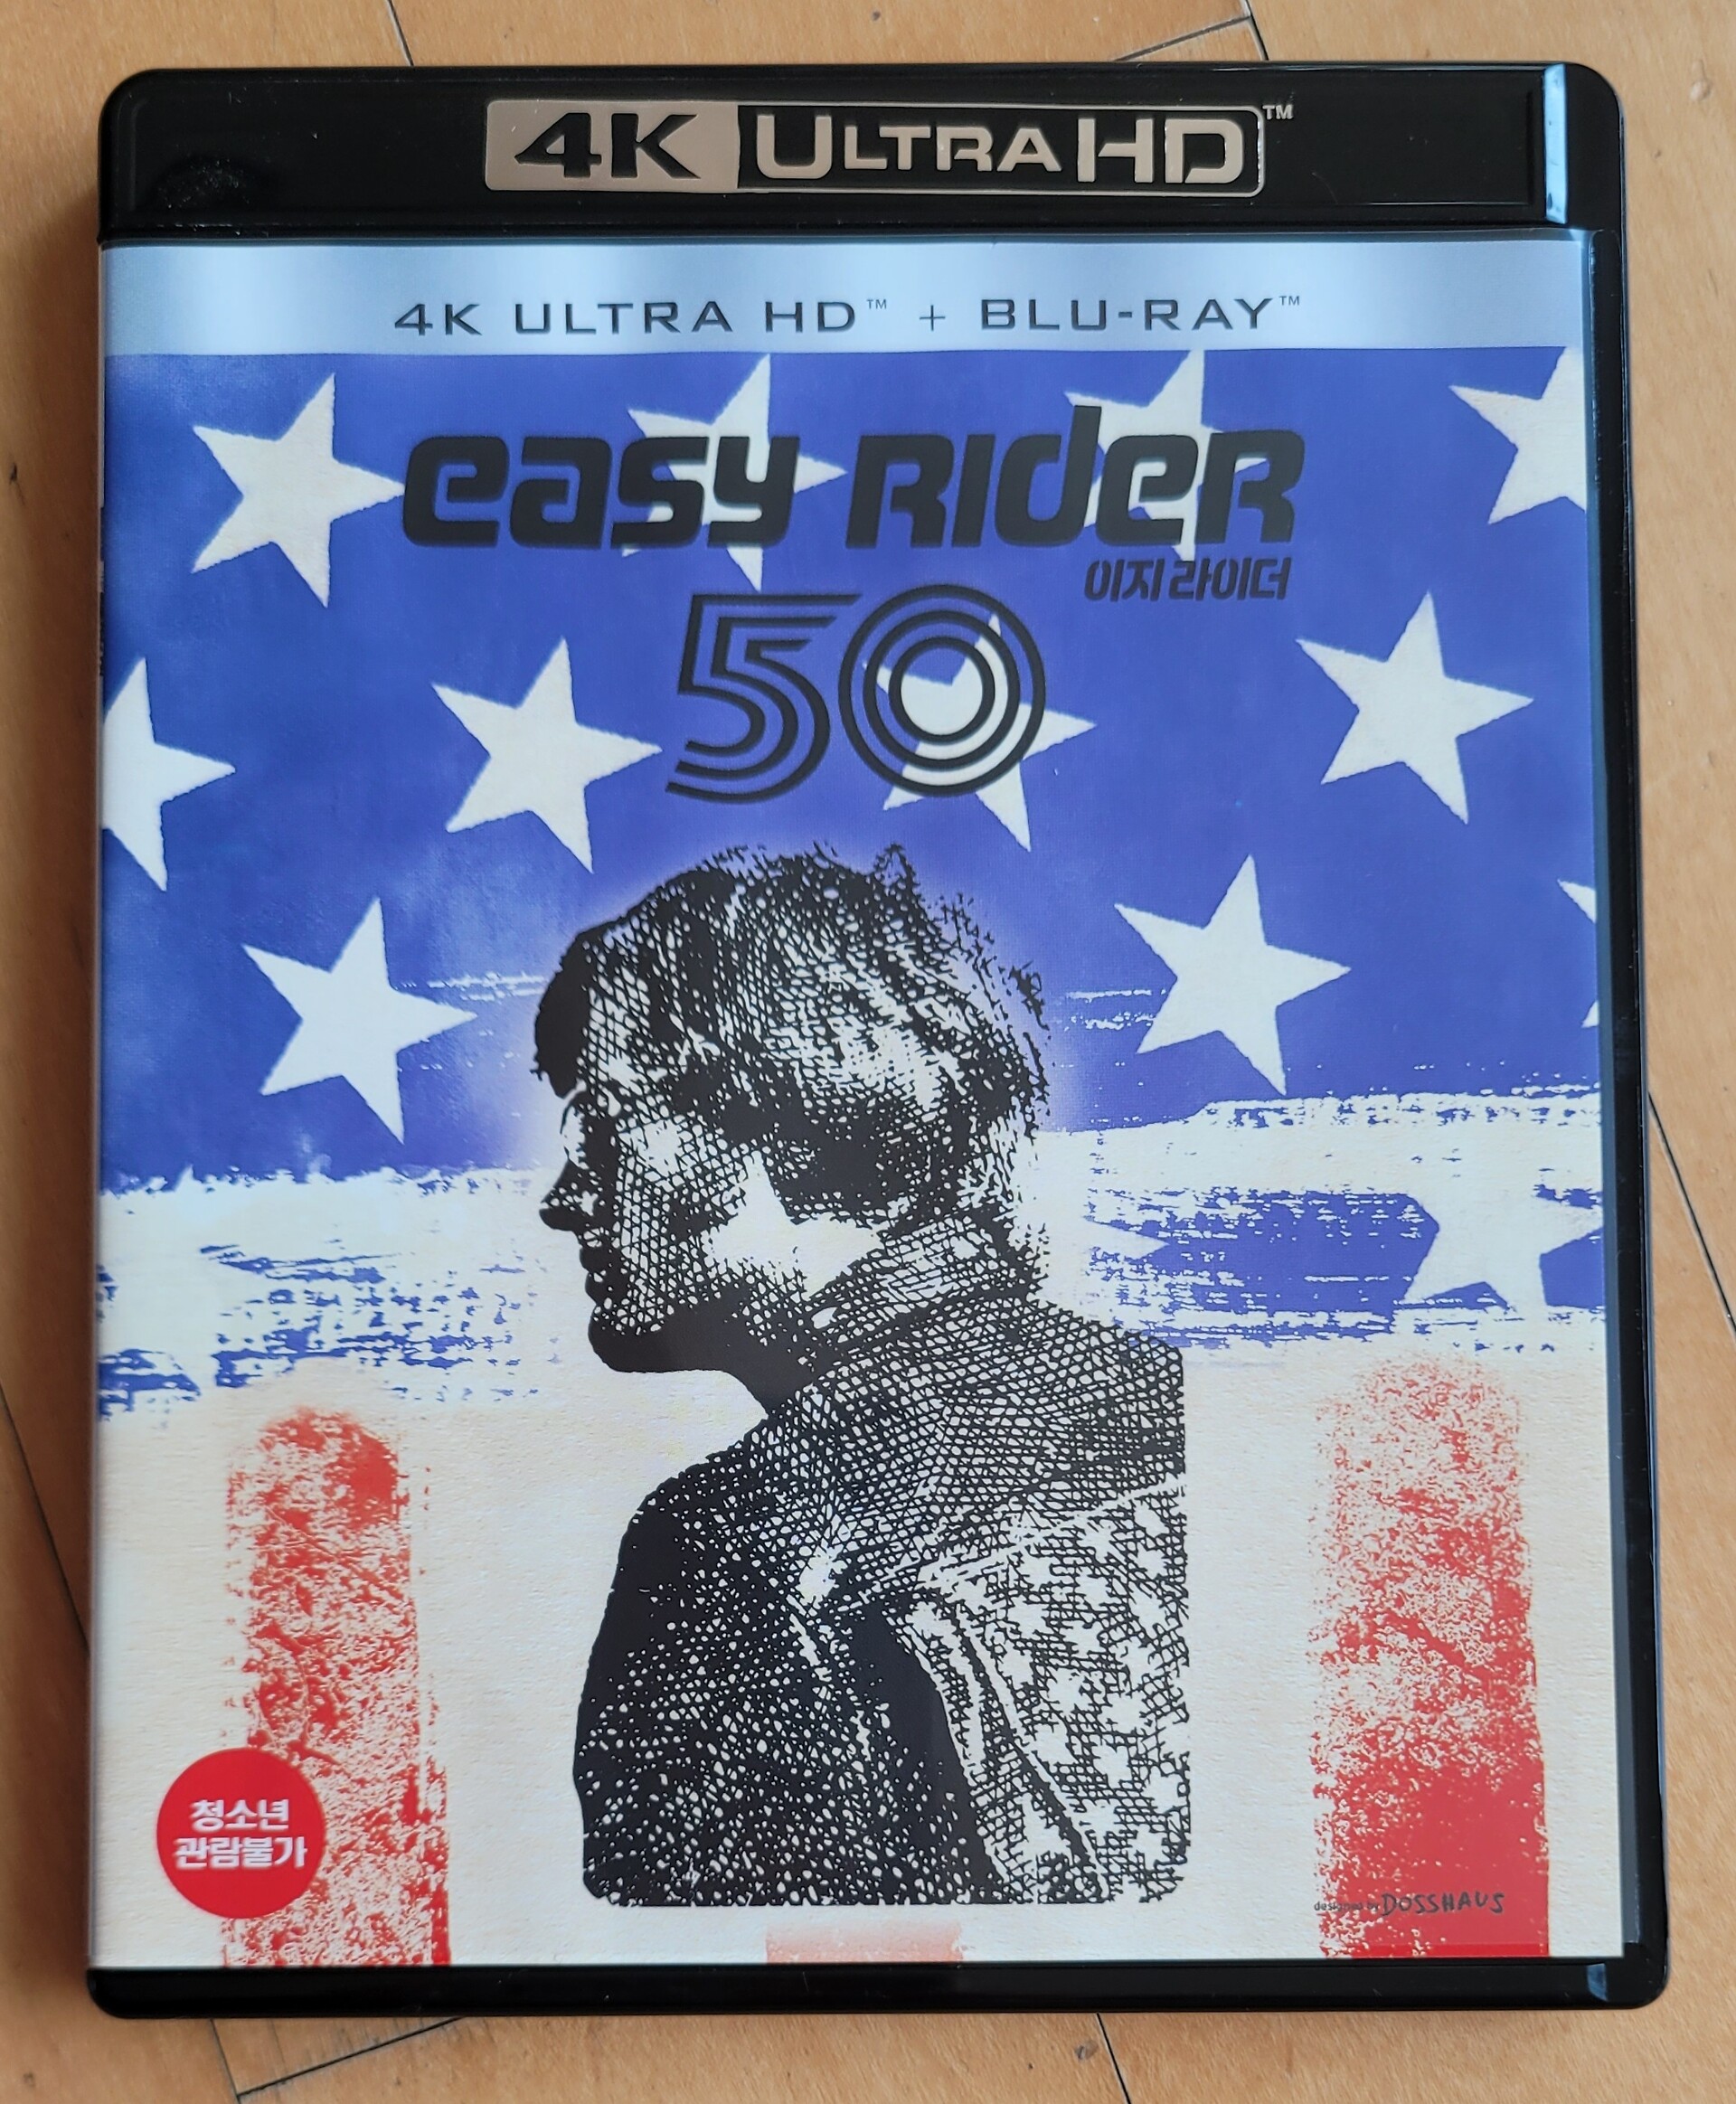 4K ULTRA HD™
4K ULTRA HD™ + BLU-RAY™
easy Rider
이지 라이더
50
청소년
관람불가
designed by DOSSHAUS